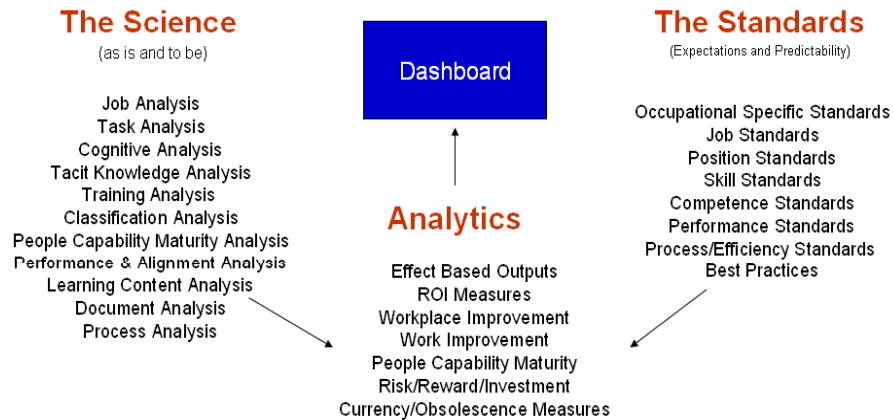 The Science
(as is and to be)
Job Analysis
Task Analysis
Cognitive Analysis
Tacit Knowledge Analysis
Training Analysis
Classification Analysis
People Capability Maturity Analysis
Performance & Alignment Analysis
Learning Content Analysis
Document Analysis
Process Analysis
Dashboard
Analytics
Effect Based Outputs
ROI Measures
Workplace Improvement
Work Improvement
People Capability Maturity
Risk/Reward/Investment
Currency/Obsolescence Measures
The Standards
(Expectations and Predictability)
Occupational Specific Standards
Job Standards
Position Standards
Skill Standards
Competence Standards
Performance Standards
Process/Efficiency Standards
Best Practices